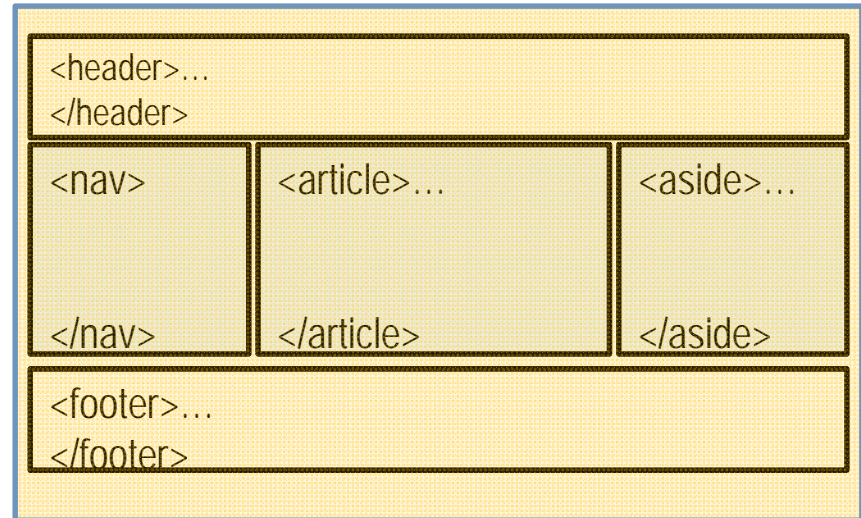 <header>…
</header>
<nav>
</nav>
<article>…
</article>
<aside>…
</aside>
<footer>…
</footer>